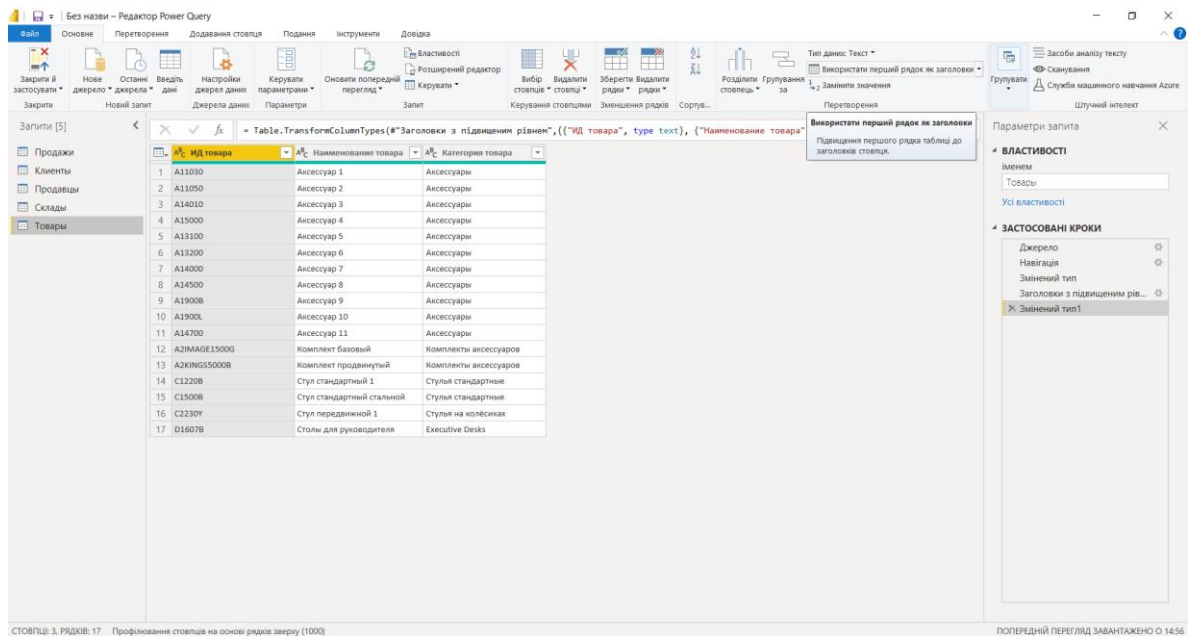 Без назви – Редактор Power Query
Файл Основне Перетворення Додавання стовпця Подання Інструменти Довідка
Закрити й застосувати
Нове джерело
Останні джерела
Введіть дані
Настройки джерел даних
Керувати параметрами
Оновити попередній перегляд
Властивості
Розширений редактор
Керувати
Вибір стовпців
Видалити стовпці
Зберегти рядки
Видалити рядки
Розділити стовпець
Групування за
Тип даних: Текст
Використати перший рядок як заголовки
Замінити значення
Групувати
Засоби аналізу тексту
Сканування
Служби машинного навчання Azure
Закрити Новий запит Джерела даних Параметри Запит Керування стовпцями Зменшення рядків Сортув... Перетворення Штучний інтелект
Використати перший рядок як заголовки
Підвищення першого рядка таблиці до
заголовків стовпця.
Запити [5]
Продажи
Клиенты
Продавцы
Склады
Товары
= Table.TransformColumnTypes(#"Заголовки з підвищеним рівнем",{{"ИД товара", type text}, {"Наименование товара"
ИД товара Наименование товара Категория товара
1 A11030 Аксессуар 1 Аксессуары
2 A11050 Аксессуар 2 Аксессуары
3 A14010 Аксессуар 3 Аксессуары
4 A15000 Аксессуар 4 Аксессуары
5 A13100 Аксессуар 5 Аксессуары
6 A13200 Аксессуар 6 Аксессуары
7 A14000 Аксессуар 7 Аксессуары
8 A14500 Аксессуар 8 Аксессуары
9 A1900B Аксессуар 9 Аксессуары
10 A1900L Аксессуар 10 Аксессуары
11 A14700 Аксессуар 11 Аксессуары
12 A2IMAGE1500G Комплект базовый Комплекты аксессуаров
13 A2KINGS5000B Комплект продвинутый Комплекты аксессуаров
14 C1220B Стул стандартный 1 Стулья стандартные
15 C1500B Стул стандартный стальной Стулья стандартные
16 C2230Y Стул передвижной 1 Стулья на колёсиках
17 D1607B Столы для руководителя Executive Desks
Параметри запита
ВЛАСТИВОСТІ
іменем
Товары
Усі властивості
ЗАСТОСОВАНІ КРОКИ
Джерело
Навігація
Змінений тип
Заголовки з підвищеним рів...
Змінений тип1
СТОВПЦІ: 3, РЯДКІВ: 17 Профілювання стовпців на основі рядків зверху (1000)
ПОПЕРЕДНІЙ ПЕРЕГЛЯД ЗАВАНТАЖЕНО О 14:56